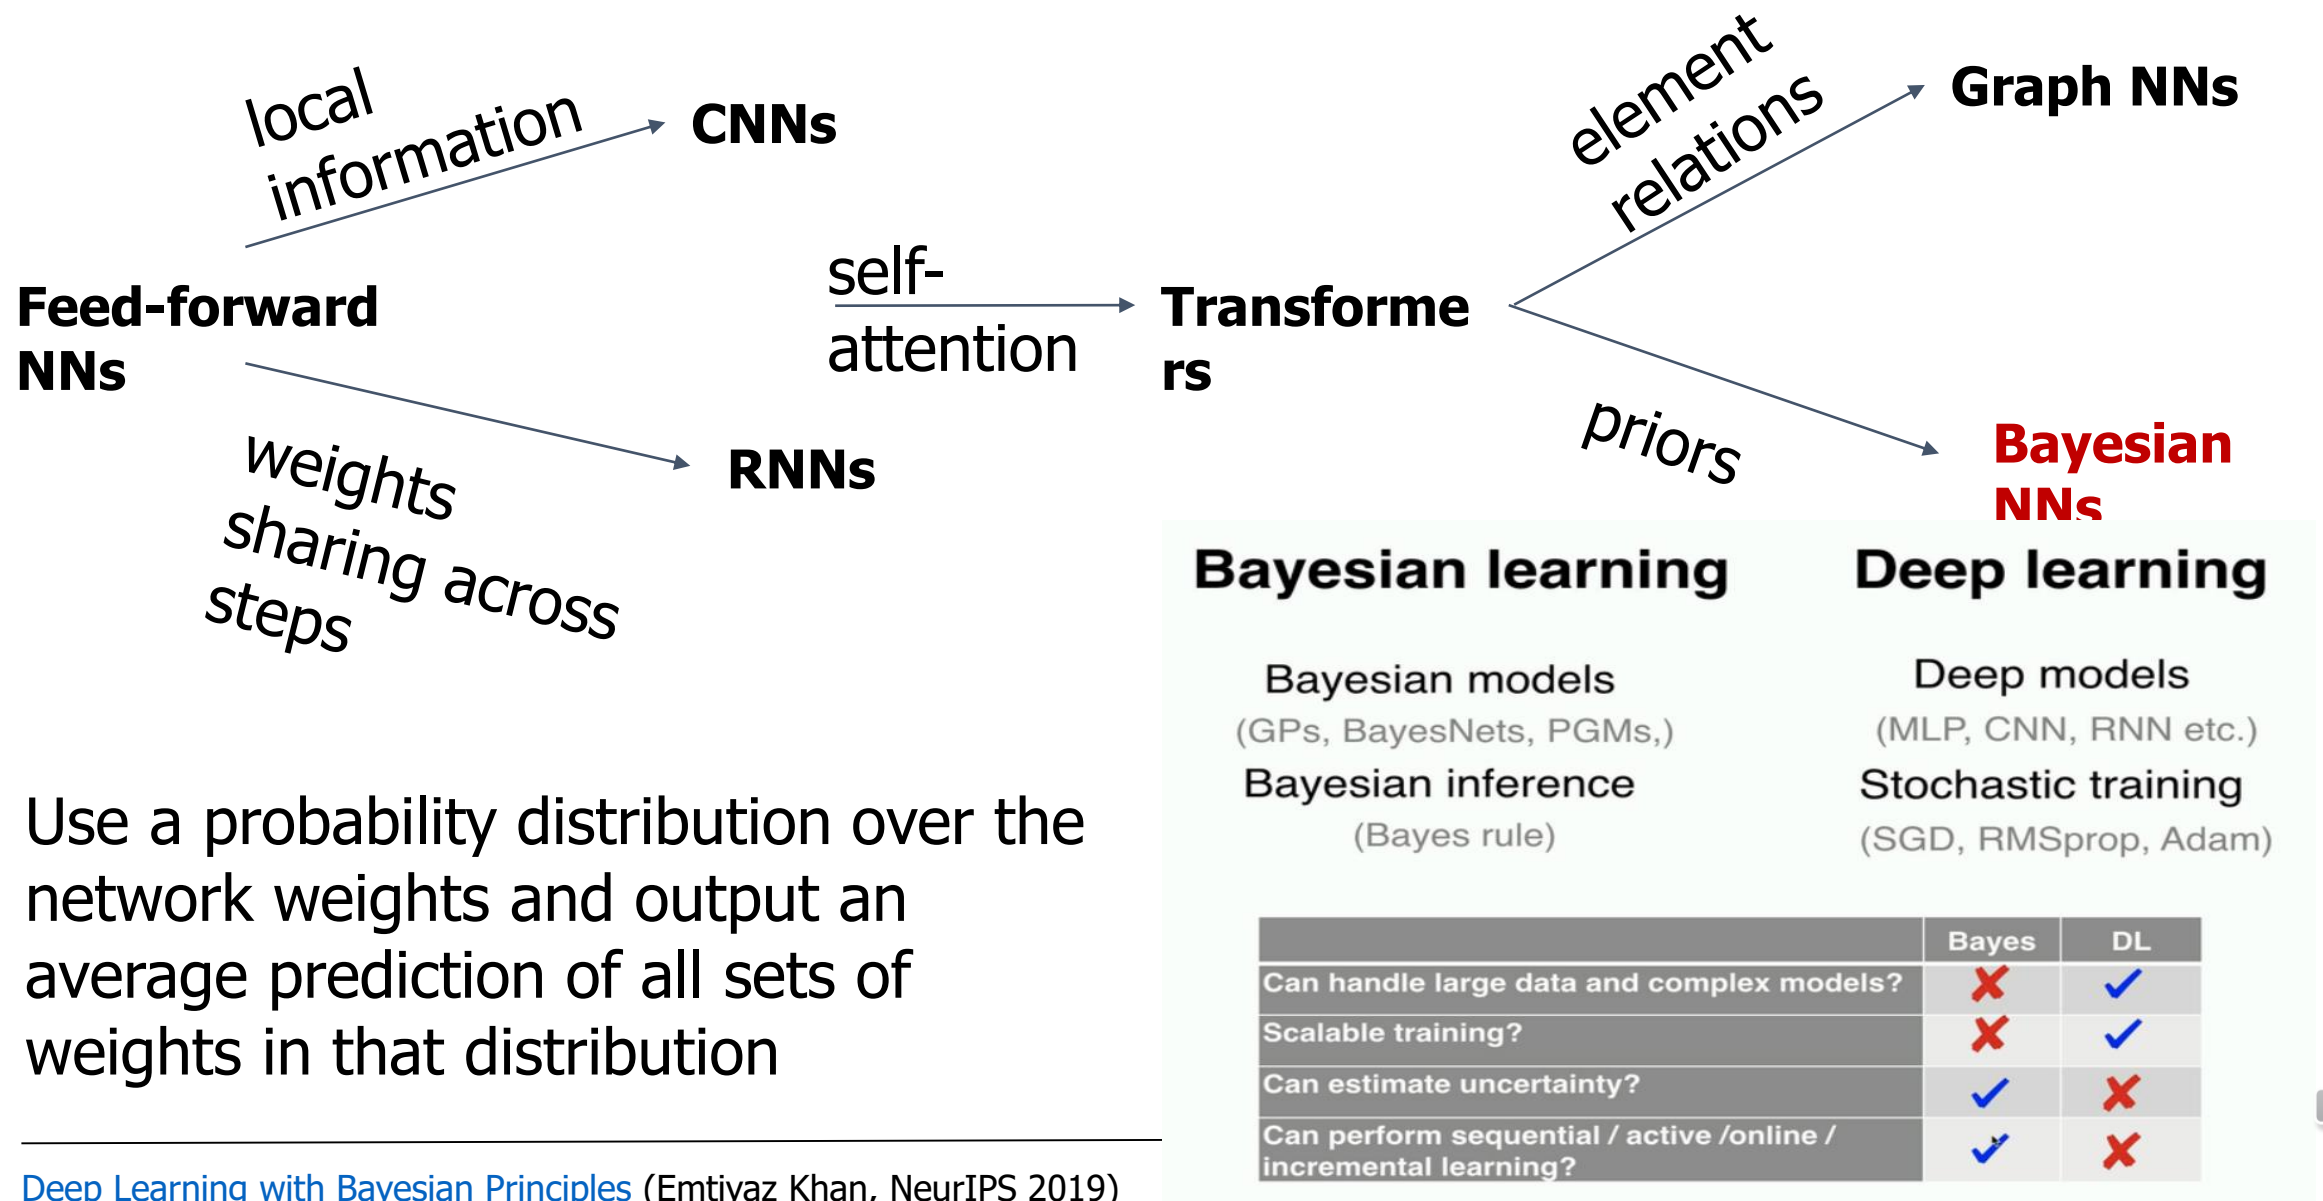 local
information
CNNs
element
relations
Graph NNs
Feed-forward
NNs
self-
attention
Transforme
rs
weights
sharing across
steps
RNNs
priors
Bayesian
NNs
Bayesian learning
Deep learning
Bayesian models
(GPs, BayesNets, PGMs,)
Bayesian inference
(Bayes rule)
Deep models
(MLP, CNN, RNN etc.)
Stochastic training
(SGD, RMSprop, Adam)
Use a probability distribution over the
network weights and output an
average prediction of all sets of
weights in that distribution
Bayes DL
Can handle large data and complex models? ✘ ✓
Scalable training? ✘ ✓
Can estimate uncertainty? ✓ ✘
Can perform sequential / active /online /
incremental learning? ✓ ✘
Deep Learning with Bayesian Principles (Emtiyaz Khan, NeurIPS 2019)